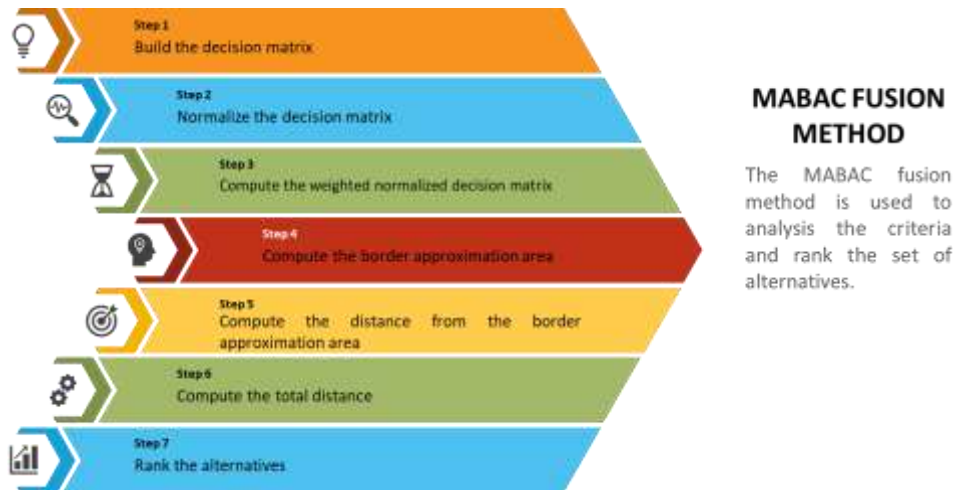 Step 1
Build the decision matrix
Step 2
Normalize the decision matrix
Step 3
Compute the weighted normalized decision matrix
Step 4
Compute the border approximation area
Step 5
Compute the distance from the border
approximation area
Step 6
Compute the total distance
Step 7
Rank the alternatives
MABAC FUSION
METHOD
The MABAC fusion
method is used to
analysis the criteria
and rank the set of
alternatives.